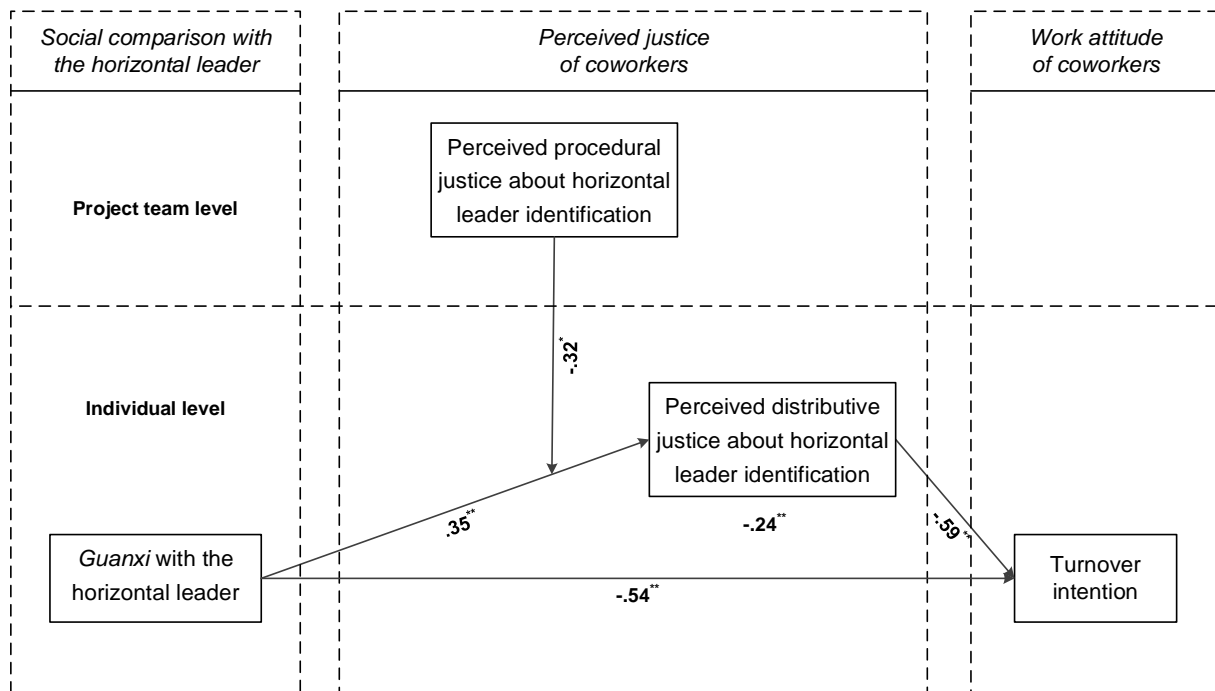 Social comparison with
the horizontal leader
Perceived justice
of coworkers
Work attitude
of coworkers
Project team level
Perceived procedural
justice about horizontal
leader identification
-.32*
Individual level
Perceived distributive
justice about horizontal
leader identification
.35**
-.24**
-.59**
Guanxi with the
horizontal leader
-.54**
Turnover
intention